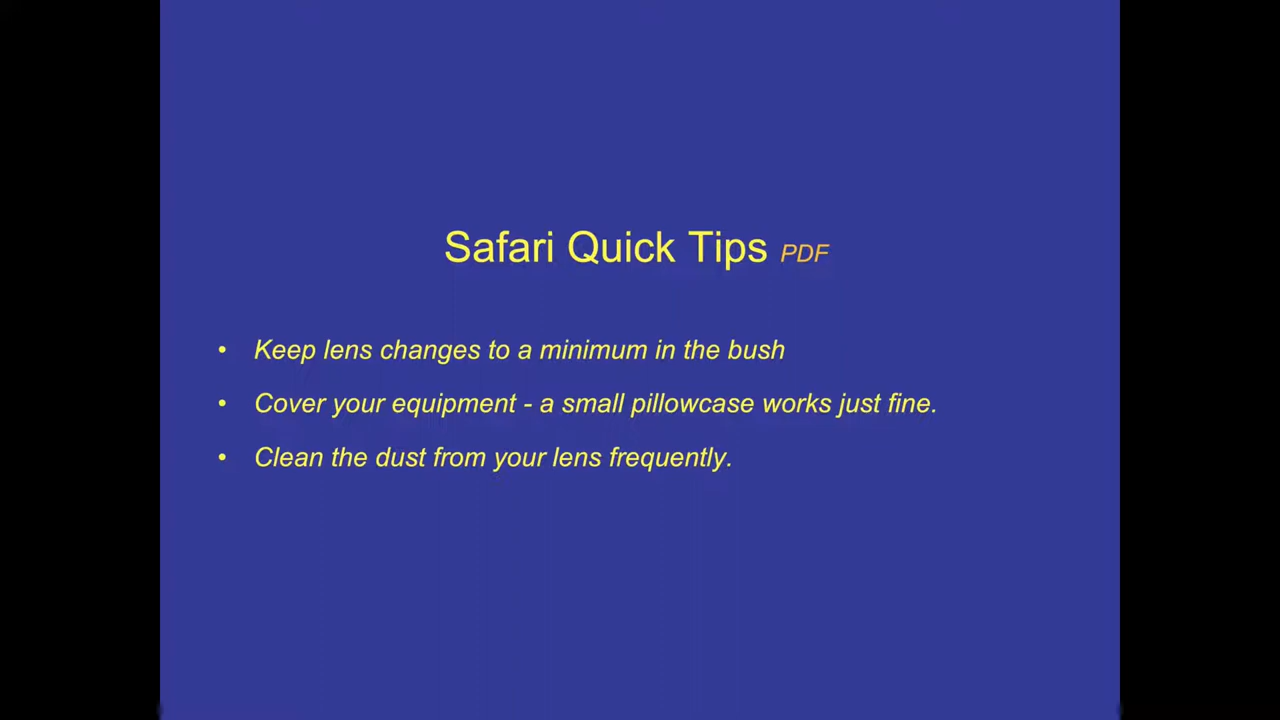 Safari Quick Tips PDF
• Keep lens changes to a minimum in the bush
• Cover your equipment - a small pillowcase works just fine.
• Clean the dust from your lens frequently.